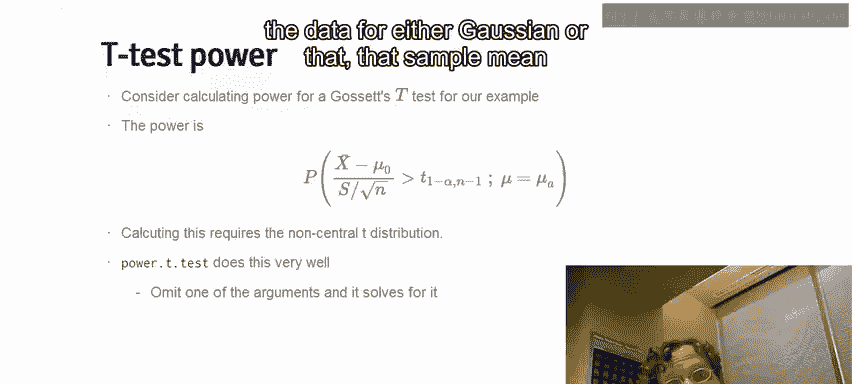 the data for either Gaussian or
that, that sample mean
T-test power
· Consider calculating power for a Gossett's T test for our example
· The power is
P( (X̄ − μ₀) / (S/√n) > t₁₋α,n₋₁ ; μ = μₐ )
· Calcuting this requires the non-central t distribution.
· power.t.test does this very well
- Omit one of the arguments and it solves for it